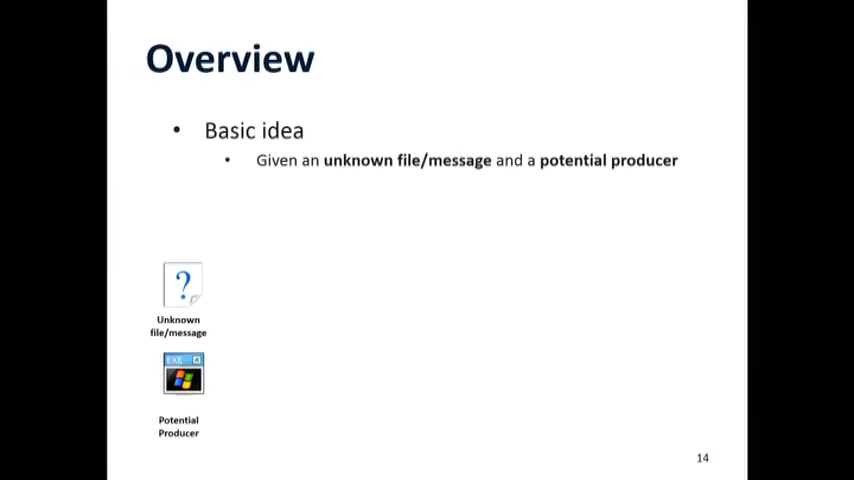 Overview
• Basic idea
• Given an unknown file/message and a potential producer
?
Unknown
file/message
EXE
Potential
Producer
14